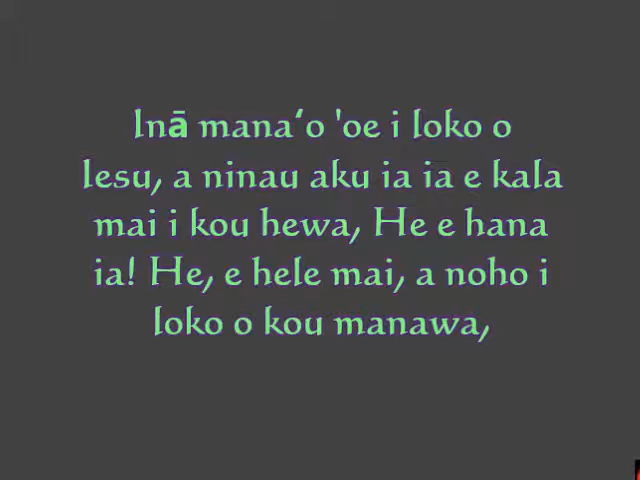 Inā manaʻo 'oe i loko o
Iesu, a ninau aku ia ia e kala
mai i kou hewa, He e hana
ia! He, e hele mai, a noho i
loko o kou manawa,